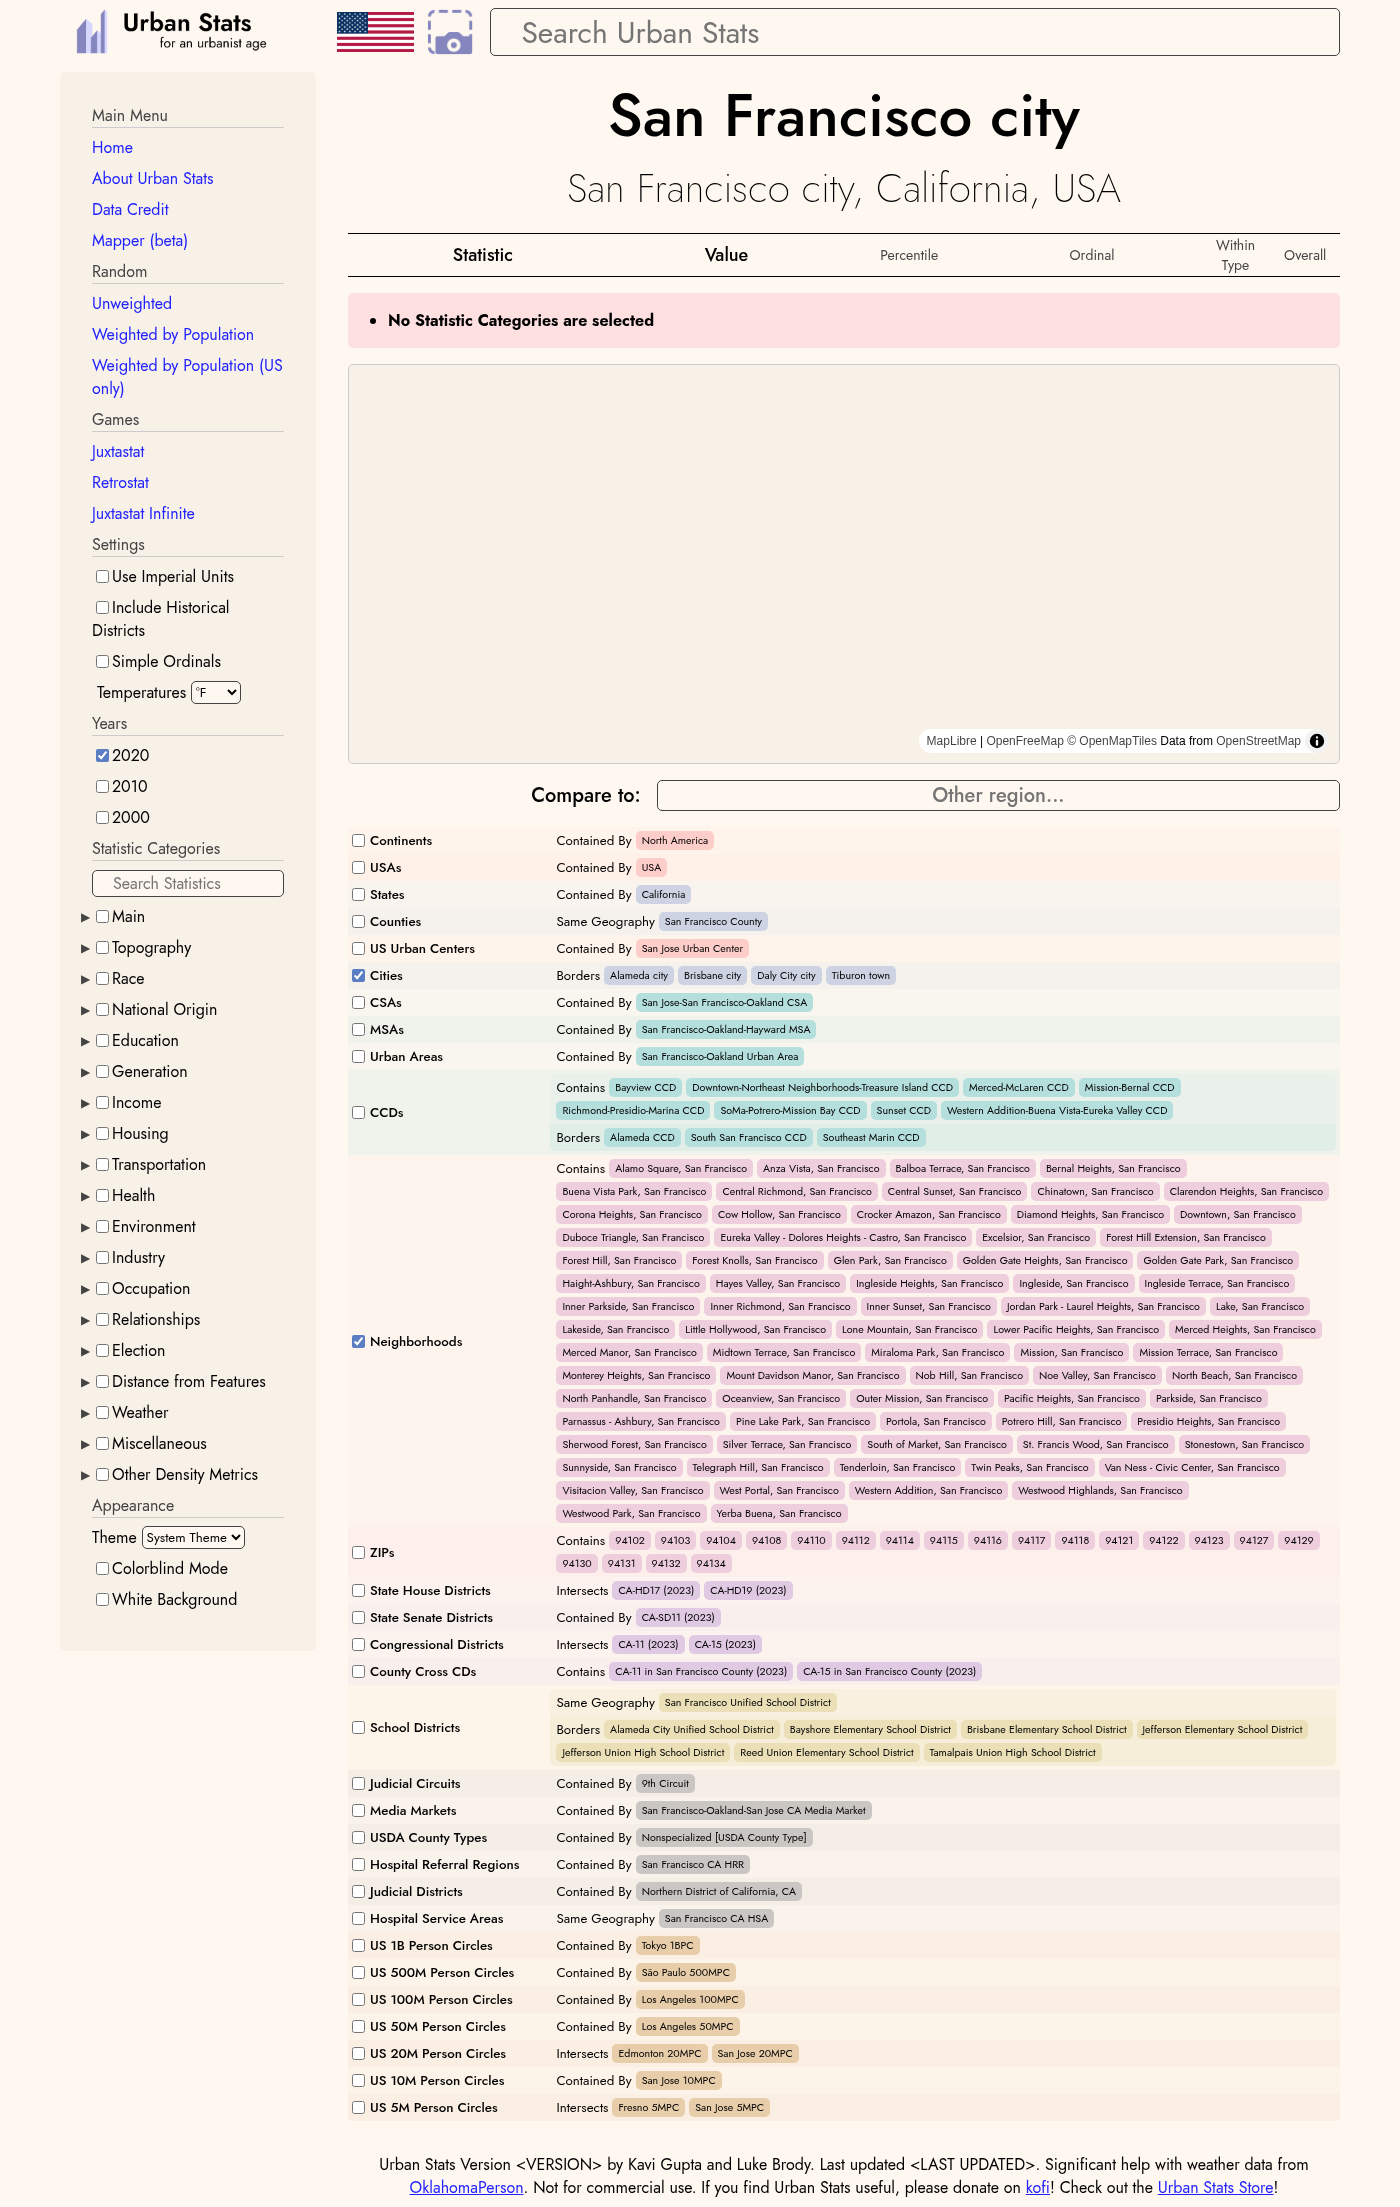 Urban Stats
for an urbanist age
Search Urban Stats
Main Menu
Home
About Urban Stats
Data Credit
Mapper (beta)
Random
Unweighted
Weighted by Population
Weighted by Population (US
only)
Games
Juxtastat
Retrostat
Juxtastat Infinite
Settings
Use Imperial Units
Include Historical
Districts
Simple Ordinals
Temperatures °F
Years
2020
2010
2000
Statistic Categories
Search Statistics
Main
Topography
Race
National Origin
Education
Generation
Income
Housing
Transportation
Health
Environment
Industry
Occupation
Relationships
Election
Distance from Features
Weather
Miscellaneous
Other Density Metrics
Appearance
Theme System Theme
Colorblind Mode
White Background
San Francisco city
San Francisco city, California, USA
Statistic Value Percentile Ordinal Within Type Overall
No Statistic Categories are selected
MapLibre | OpenFreeMap © OpenMapTiles Data from OpenStreetMap
Compare to: Other region...
Continents Contained By North America
USAs Contained By USA
States Contained By California
Counties Same Geography San Francisco County
US Urban Centers Contained By San Jose Urban Center
Cities Borders Alameda city Brisbane city Daly City city Tiburon town
CSAs Contained By San Jose-San Francisco-Oakland CSA
MSAs Contained By San Francisco-Oakland-Hayward MSA
Urban Areas Contained By San Francisco-Oakland Urban Area
CCDs
Contains Bayview CCD Downtown-Northeast Neighborhoods-Treasure Island CCD Merced-McLaren CCD Mission-Bernal CCD
Richmond-Presidio-Marina CCD SoMa-Potrero-Mission Bay CCD Sunset CCD Western Addition-Buena Vista-Eureka Valley CCD
Borders Alameda CCD South San Francisco CCD Southeast Marin CCD
Neighborhoods
Contains Alamo Square, San Francisco Anza Vista, San Francisco Balboa Terrace, San Francisco Bernal Heights, San Francisco
Buena Vista Park, San Francisco Central Richmond, San Francisco Central Sunset, San Francisco Chinatown, San Francisco Clarendon Heights, San Francisco
Corona Heights, San Francisco Cow Hollow, San Francisco Crocker Amazon, San Francisco Diamond Heights, San Francisco Downtown, San Francisco
Duboce Triangle, San Francisco Eureka Valley - Dolores Heights - Castro, San Francisco Excelsior, San Francisco Forest Hill Extension, San Francisco
Forest Hill, San Francisco Forest Knolls, San Francisco Glen Park, San Francisco Golden Gate Heights, San Francisco Golden Gate Park, San Francisco
Haight-Ashbury, San Francisco Hayes Valley, San Francisco Ingleside Heights, San Francisco Ingleside, San Francisco Ingleside Terrace, San Francisco
Inner Parkside, San Francisco Inner Richmond, San Francisco Inner Sunset, San Francisco Jordan Park - Laurel Heights, San Francisco Lake, San Francisco
Lakeside, San Francisco Little Hollywood, San Francisco Lone Mountain, San Francisco Lower Pacific Heights, San Francisco Merced Heights, San Francisco
Merced Manor, San Francisco Midtown Terrace, San Francisco Miraloma Park, San Francisco Mission, San Francisco Mission Terrace, San Francisco
Monterey Heights, San Francisco Mount Davidson Manor, San Francisco Nob Hill, San Francisco Noe Valley, San Francisco North Beach, San Francisco
North Panhandle, San Francisco Oceanview, San Francisco Outer Mission, San Francisco Pacific Heights, San Francisco Parkside, San Francisco
Parnassus - Ashbury, San Francisco Pine Lake Park, San Francisco Portola, San Francisco Potrero Hill, San Francisco Presidio Heights, San Francisco
Sherwood Forest, San Francisco Silver Terrace, San Francisco South of Market, San Francisco St. Francis Wood, San Francisco Stonestown, San Francisco
Sunnyside, San Francisco Telegraph Hill, San Francisco Tenderloin, San Francisco Twin Peaks, San Francisco Van Ness - Civic Center, San Francisco
Visitacion Valley, San Francisco West Portal, San Francisco Western Addition, San Francisco Westwood Highlands, San Francisco
Westwood Park, San Francisco Yerba Buena, San Francisco
ZIPs
Contains 94102 94103 94104 94108 94110 94112 94114 94115 94116 94117 94118 94121 94122 94123 94127 94129
94130 94131 94132 94134
State House Districts Intersects CA-HD17 (2023) CA-HD19 (2023)
State Senate Districts Contained By CA-SD11 (2023)
Congressional Districts Intersects CA-11 (2023) CA-15 (2023)
County Cross CDs Contains CA-11 in San Francisco County (2023) CA-15 in San Francisco County (2023)
School Districts
Same Geography San Francisco Unified School District
Borders Alameda City Unified School District Bayshore Elementary School District Brisbane Elementary School District Jefferson Elementary School District
Jefferson Union High School District Reed Union Elementary School District Tamalpais Union High School District
Judicial Circuits Contained By 9th Circuit
Media Markets Contained By San Francisco-Oakland-San Jose CA Media Market
USDA County Types Contained By Nonspecialized [USDA County Type]
Hospital Referral Regions Contained By San Francisco CA HRR
Judicial Districts Contained By Northern District of California, CA
Hospital Service Areas Same Geography San Francisco CA HSA
US 1B Person Circles Contained By Tokyo 1BPC
US 500M Person Circles Contained By São Paulo 500MPC
US 100M Person Circles Contained By Los Angeles 100MPC
US 50M Person Circles Contained By Los Angeles 50MPC
US 20M Person Circles Intersects Edmonton 20MPC San Jose 20MPC
US 10M Person Circles Contained By San Jose 10MPC
US 5M Person Circles Intersects Fresno 5MPC San Jose 5MPC
Urban Stats Version <VERSION> by Kavi Gupta and Luke Brody. Last updated <LAST UPDATED>. Significant help with weather data from
OklahomaPerson. Not for commercial use. If you find Urban Stats useful, please donate on kofi! Check out the Urban Stats Store!